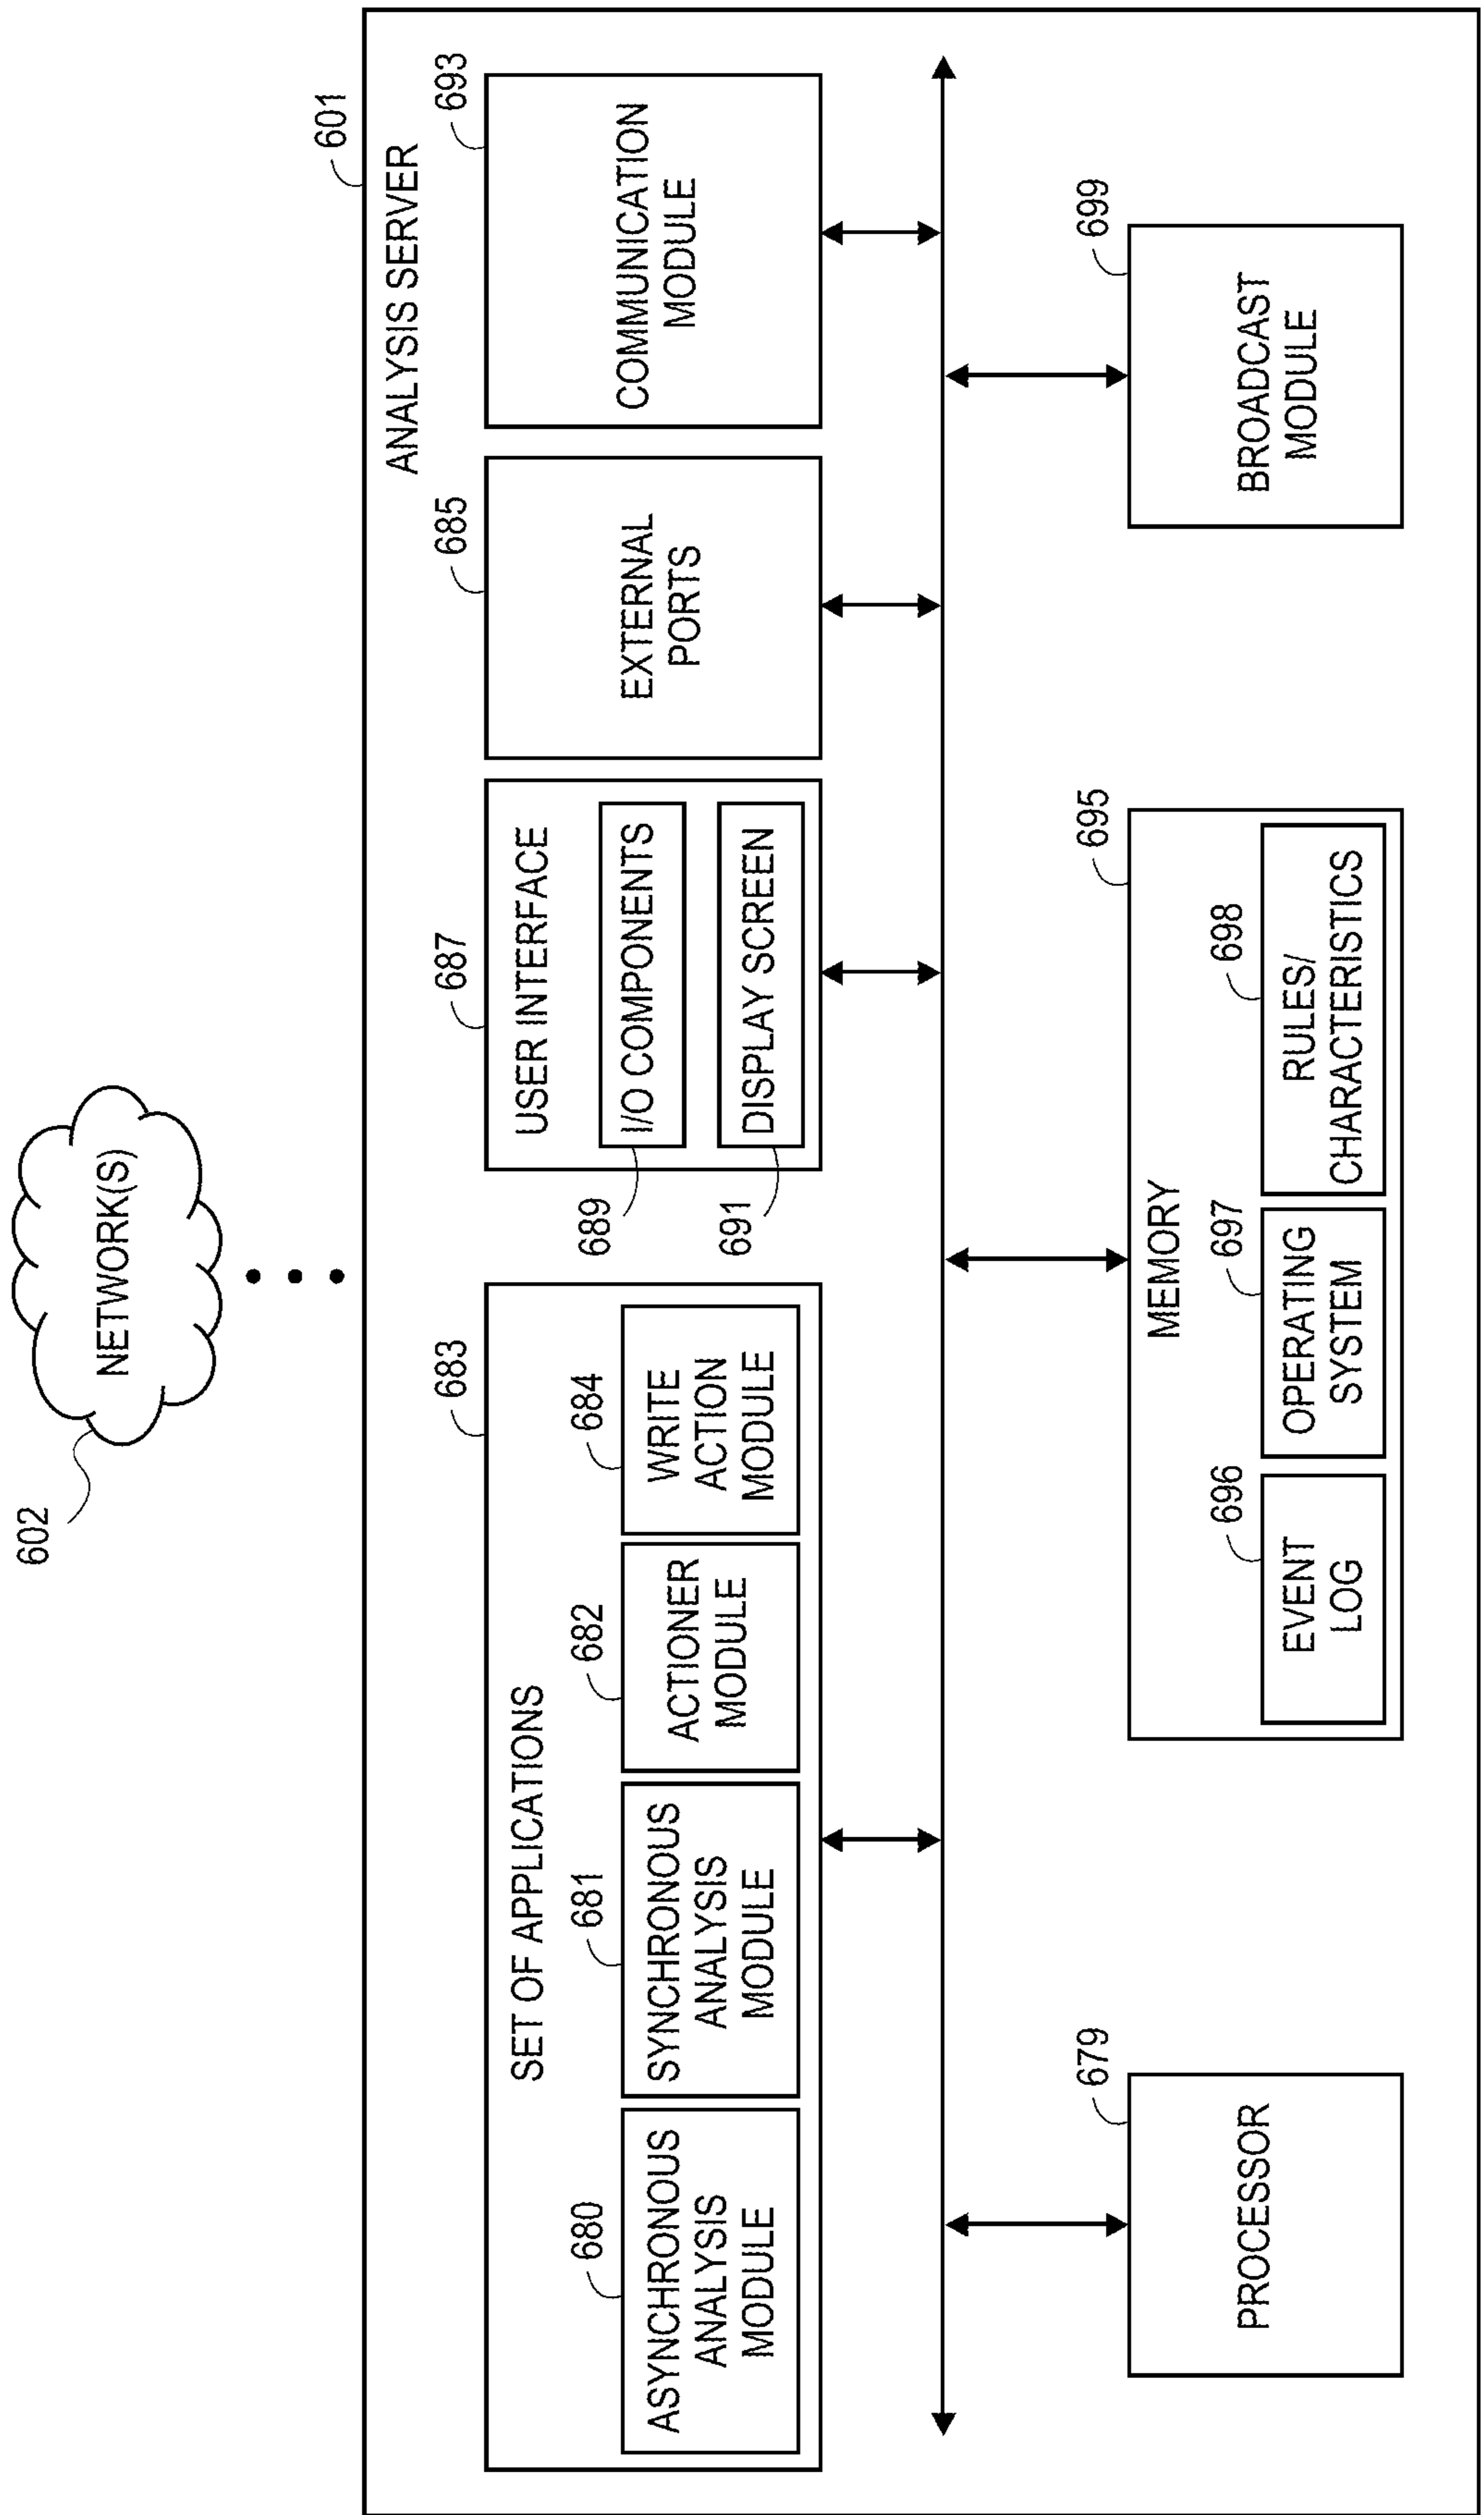 602
NETWORK(S)
601
ANALYSIS SERVER
683
SET OF APPLICATIONS
680
ASYNCHRONOUS
ANALYSIS
MODULE
681
SYNCHRONOUS
ANALYSIS
MODULE
682
ACTIONER
MODULE
684
WRITE
ACTION
MODULE
687
USER INTERFACE
689
I/O COMPONENTS
691
DISPLAY SCREEN
685
EXTERNAL
PORTS
693
COMMUNICATION
MODULE
679
PROCESSOR
695
MEMORY
696
EVENT
LOG
697
OPERATING
SYSTEM
698
RULES/
CHARACTERISTICS
699
BROADCAST
MODULE